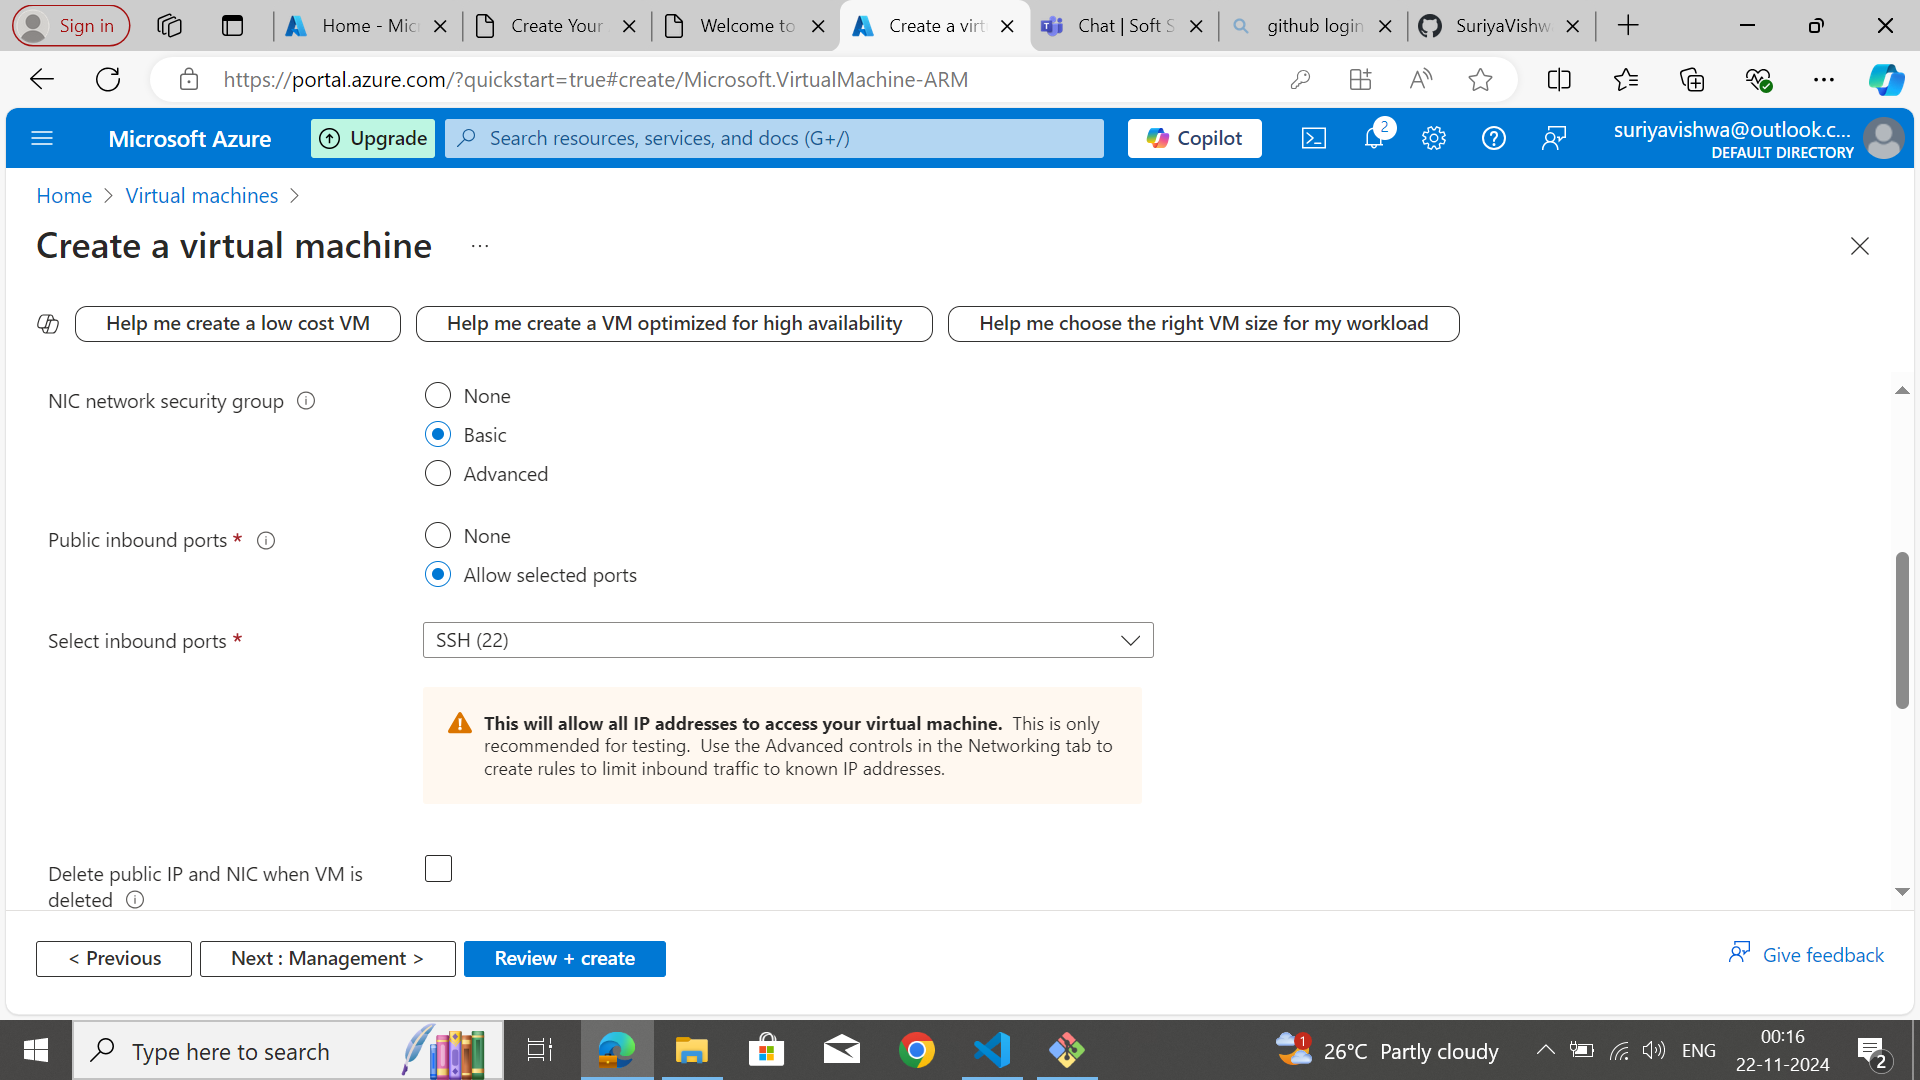 Sign in
Home - Micr
Create Your
Welcome to
Create a virtu
Chat | Soft S
github login
SuriyaVishw
https://portal.azure.com/?quickstart=true#create/Microsoft.VirtualMachine-ARM
Microsoft Azure
Upgrade
Search resources, services, and docs (G+/)
Copilot
2
suriyavishwa@outlook.c...
DEFAULT DIRECTORY
Home > Virtual machines >
Create a virtual machine ...
Help me create a low cost VM
Help me create a VM optimized for high availability
Help me choose the right VM size for my workload
NIC network security group
None
Basic
Advanced
Public inbound ports *
None
Allow selected ports
Select inbound ports *
SSH (22)
This will allow all IP addresses to access your virtual machine. This is only
recommended for testing. Use the Advanced controls in the Networking tab to
create rules to limit inbound traffic to known IP addresses.
Delete public IP and NIC when VM is
deleted
< Previous
Next : Management >
Review + create
Give feedback
Type here to search
1
26°C Partly cloudy
ENG
00:16
22-11-2024
2